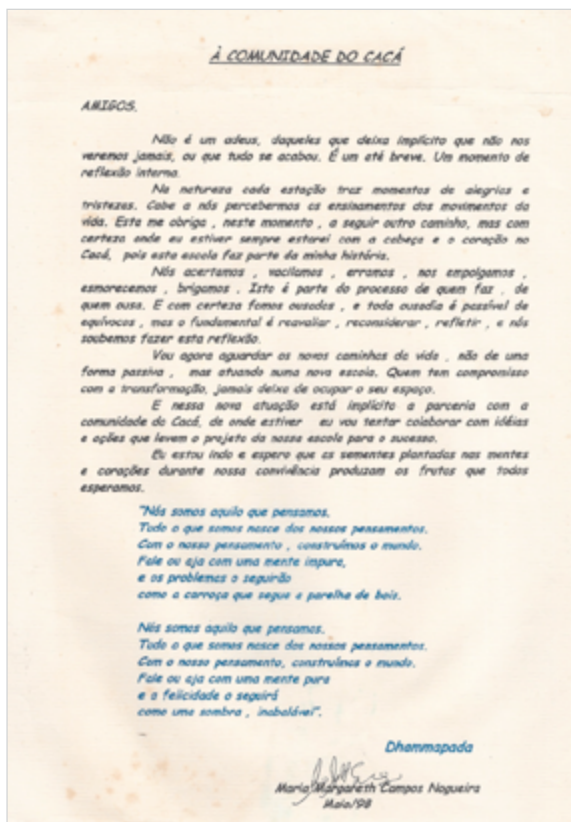 À COMUNIDADE DO CACÁ
AMIGOS,
Não é um adeus, daqueles que deixa implícito que não nos
veremos jamais, ou que tudo se acabou. É um até breve. Um momento de
reflexão interna.
Na natureza cada estação traz momentos de alegrias e
tristezas. Cabe a nós percebermos os ensinamentos dos movimentos da
vida. Esta me obriga , neste momento , a seguir outro caminho, mas com
certeza onde eu estiver sempre estarei com a cabeça e o coração no
Cacá, pois esta escola faz parte da minha história.
Nós acertamos , vacilamos , erramos , nos empolgamos ,
esmorecemos , brigamos . Isto é parte do processo de quem faz , de
quem ousa. E com certeza fomos ousados , e toda ousadia é passível de
equívocos , mas o fundamental é reavaliar , reconsiderar , refletir , e nós
soubemos fazer esta reflexão.
Vou agora aguardar os novos caminhos da vida , não de uma
forma passiva , mas atuando numa nova escola. Quem tem compromisso
com a transformação, jamais deixa de ocupar o seu espaço.
E nessa nova atuação está implícito a parceria com a
comunidade do Cacá, de onde estiver eu vou tentar colaborar com idéias
e ações que levem o projeto da nossa escola para o sucesso.
Eu estou indo e espero que as sementes plantadas nas mentes
e corações durante nossa convivência produzam os frutos que todos
esperamos.
"Nós somos aquilo que pensamos.
Tudo o que somos nasce dos nossos pensamentos.
Com o nosso pensamento , construímos o mundo.
Fale ou aja com uma mente impura,
e os problemas o seguirão
como a carroça que segue a parelha de bois.
Nós somos aquilo que pensamos.
Tudo o que somos nasce dos nossos pensamentos.
Com o nosso pensamento, construímos o mundo.
Fale ou aja com uma mente pura
e a felicidade o seguirá
como uma sombra , inabalável".
Dhammapada
Maria Margareth Campos Nogueira
Maio/98